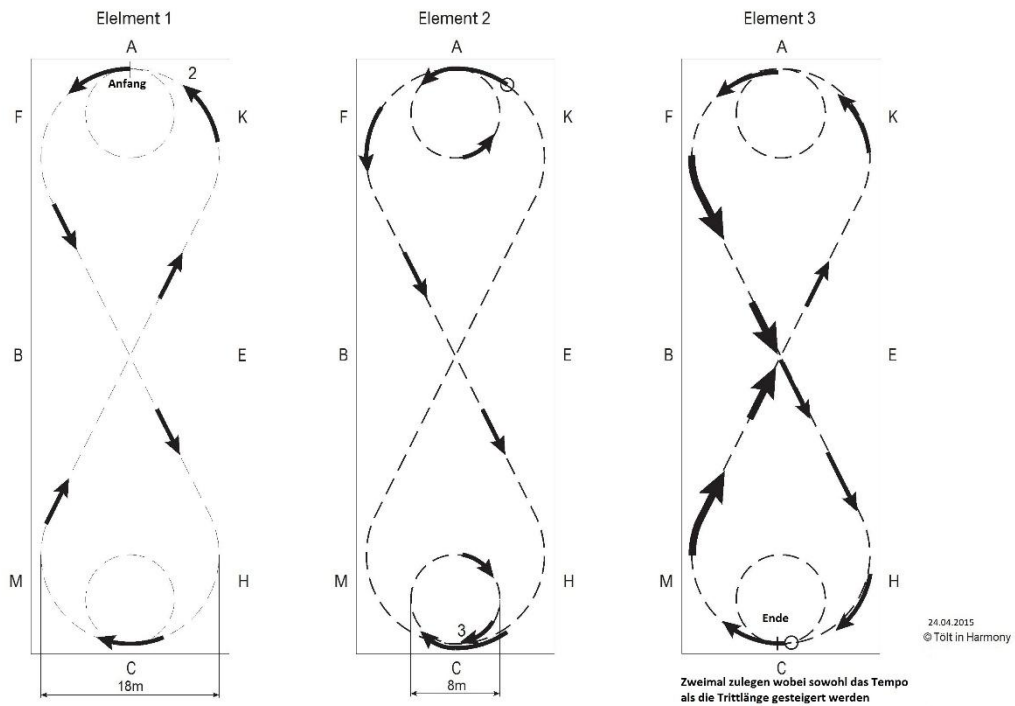 Elelment 1
Element 2
Element 3
A
A
A
Anfang
2
F
K
F
K
F
K
B
E
B
E
B
E
M
H
M
H
M
H
3
Ende
C
C
C
18m
8m
24.04.2015
© Tölt in Harmony
Zweimal zulegen wobei sowohl das Tempo
als die Trittlänge gesteigert werden